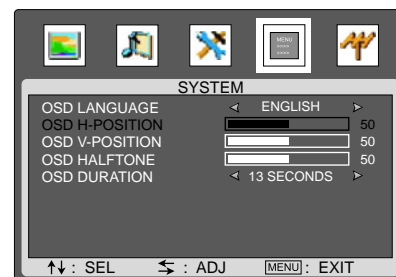 MENU
SYSTEM
OSD LANGUAGE ENGLISH
OSD H-POSITION 50
OSD V-POSITION 50
OSD HALFTONE 50
OSD DURATION 13 SECONDS
: SEL : ADJ MENU : EXIT